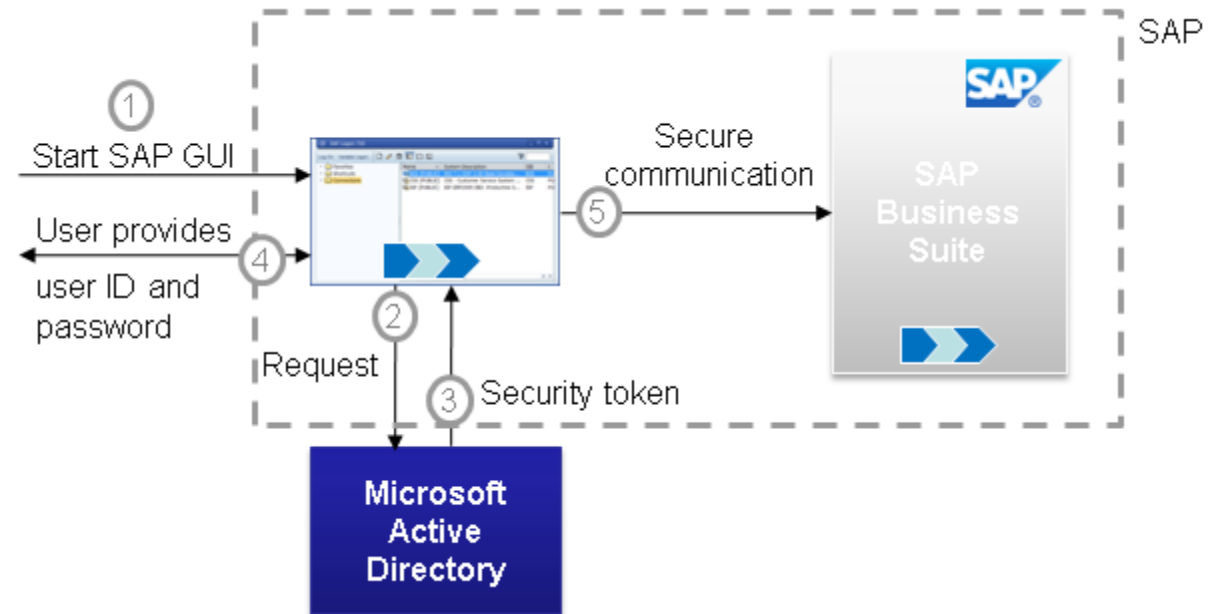 SAP
SAP
®
1
Start SAP GUI
Secure
communication
SAP
Business
Suite
5
User provides
4
user ID and
password
2
Request
3
Security token
Microsoft
Active
Directory